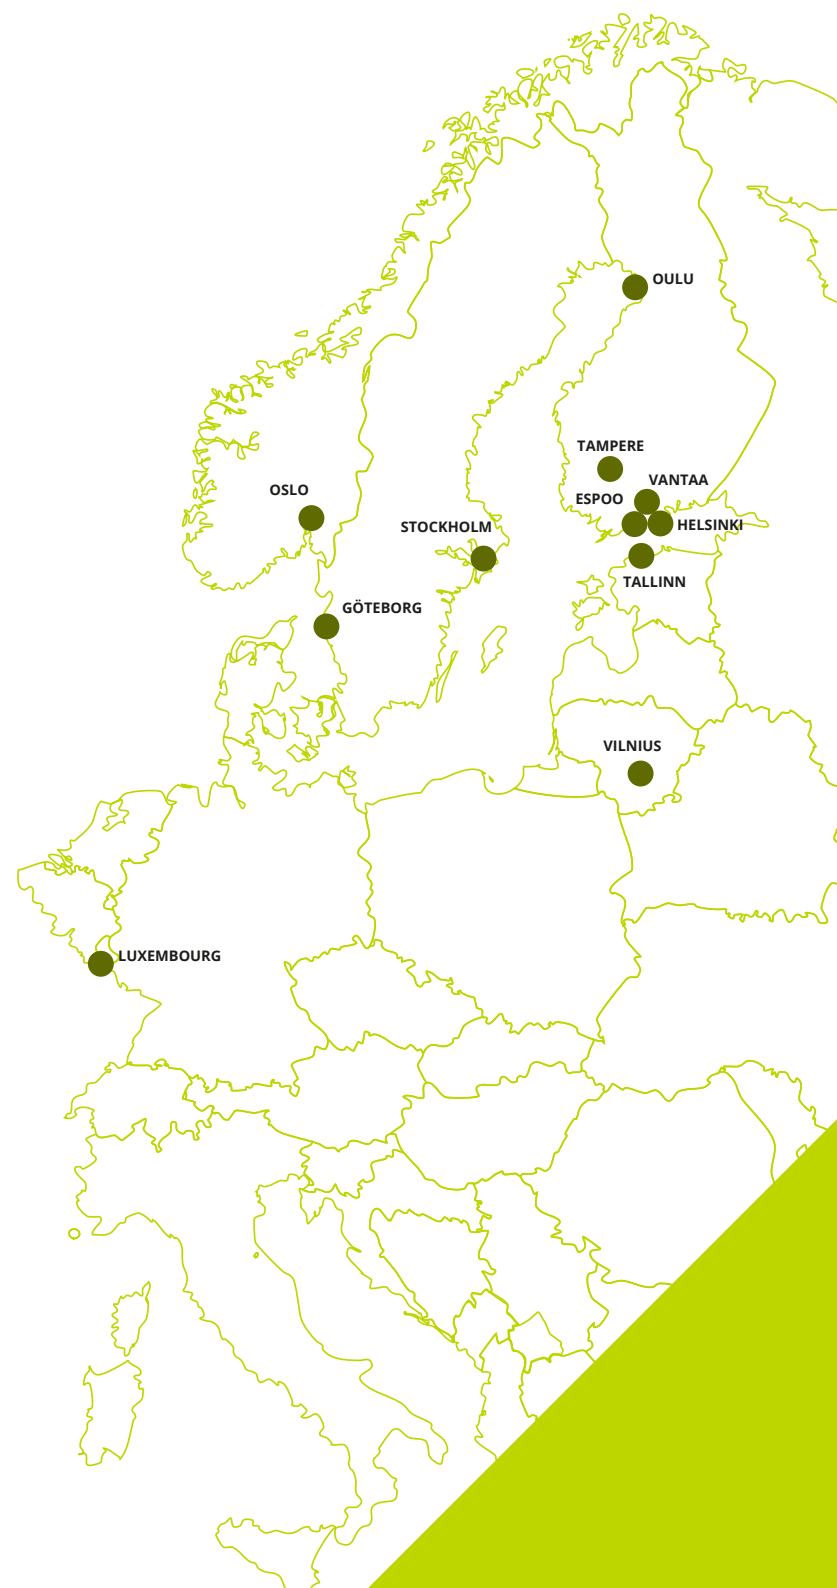 OULU
TAMPERE
VANTAA
OSLO
ESPOO
STOCKHOLM
HELSINKI
TALLINN
GÖTEBORG
VILNIUS
LUXEMBOURG